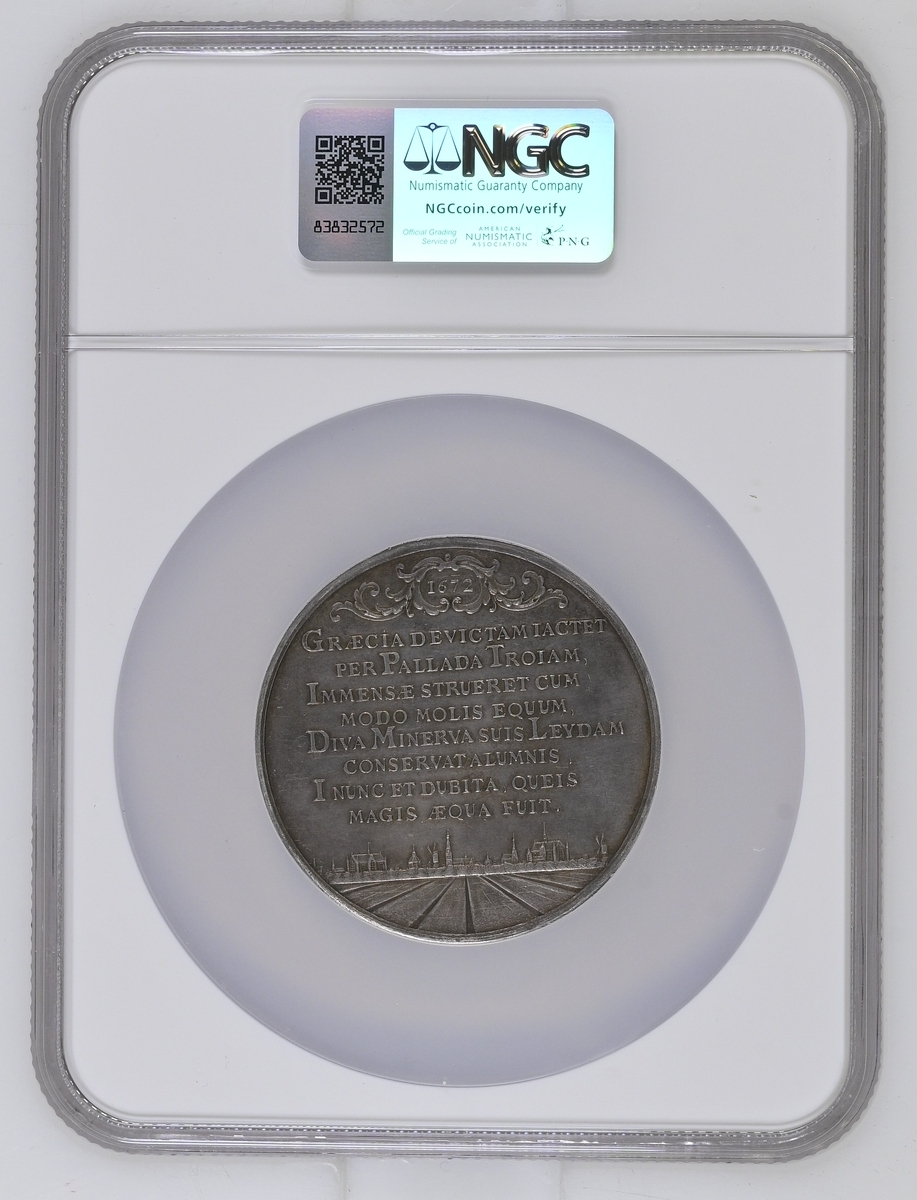 NGC
Numismatic Guaranty Company
NGCcoin.com/verify
83832572
Official Grading
Service of
AMERICAN
NUMISMATIC
ASSOCIATION
PNG
1672
GRÆCIA DEVICTAM IACTET
PER PALLADA TROIAM,
IMMENSÆ STRUERET CUM
MODO MOLIS EQUUM,
DIVA MINERVA SUIS LEYDAM
CONSERVAT ALUMNIS,
I NUNC ET DUBITA, QUEIS
MAGIS ÆQUA FUIT.